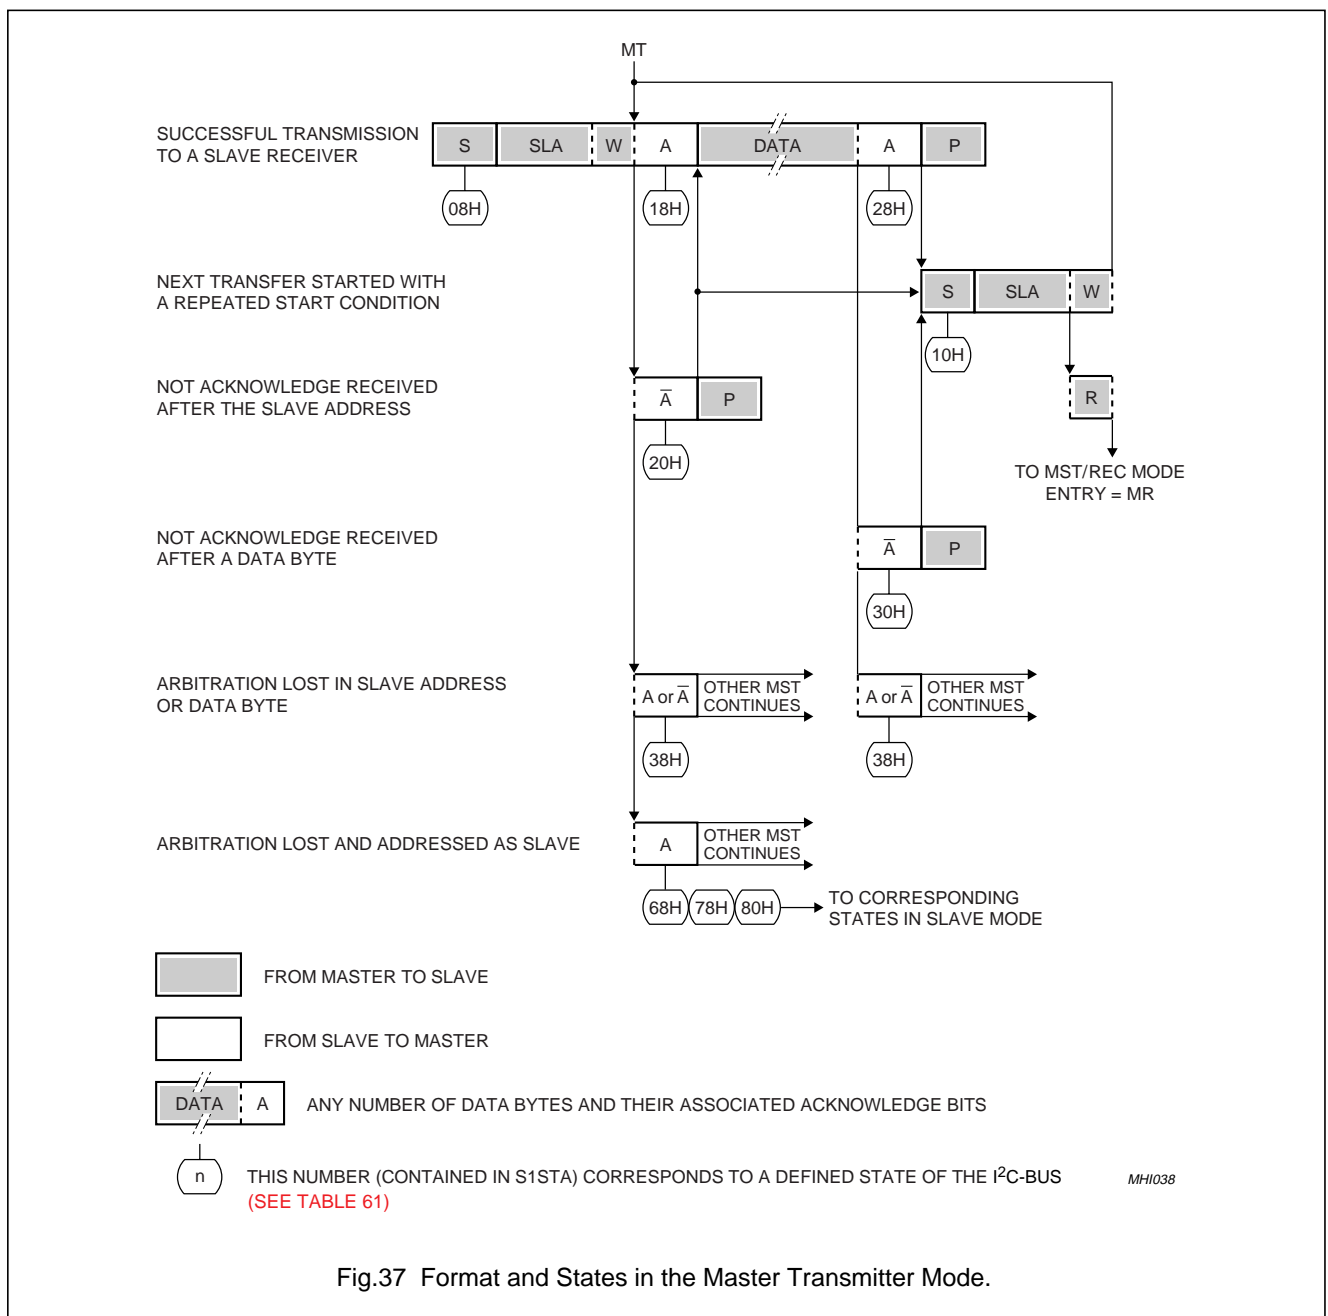 MT
SUCCESSFUL TRANSMISSION
TO A SLAVE RECEIVER
S SLA W A DATA A P
08H 18H 28H
NEXT TRANSFER STARTED WITH
A REPEATED START CONDITION
S SLA W
10H
NOT ACKNOWLEDGE RECEIVED
AFTER THE SLAVE ADDRESS
A̅ P
R
20H
TO MST/REC MODE
ENTRY = MR
NOT ACKNOWLEDGE RECEIVED
AFTER A DATA BYTE
A̅ P
30H
ARBITRATION LOST IN SLAVE ADDRESS
OR DATA BYTE
A or A̅
OTHER MST
CONTINUES
A or A̅
OTHER MST
CONTINUES
38H 38H
ARBITRATION LOST AND ADDRESSED AS SLAVE
A
OTHER MST
CONTINUES
68H 78H 80H
TO CORRESPONDING
STATES IN SLAVE MODE
FROM MASTER TO SLAVE
FROM SLAVE TO MASTER
DATA A ANY NUMBER OF DATA BYTES AND THEIR ASSOCIATED ACKNOWLEDGE BITS
n THIS NUMBER (CONTAINED IN S1STA) CORRESPONDS TO A DEFINED STATE OF THE I²C-BUS
(SEE TABLE 61)
MHI038
Fig.37 Format and States in the Master Transmitter Mode.